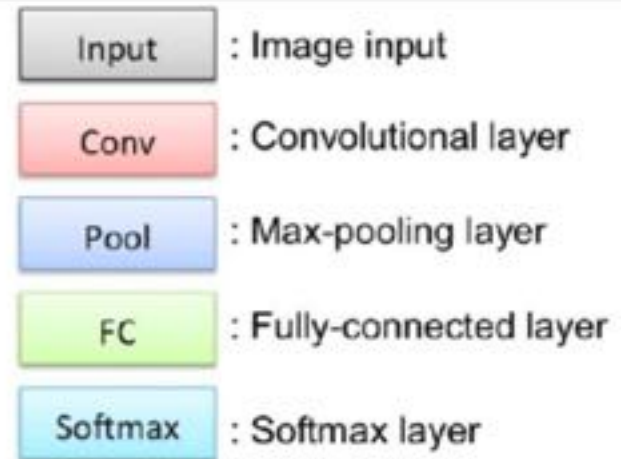 Input : Image input
Conv : Convolutional layer
Pool : Max-pooling layer
FC : Fully-connected layer
Softmax : Softmax layer